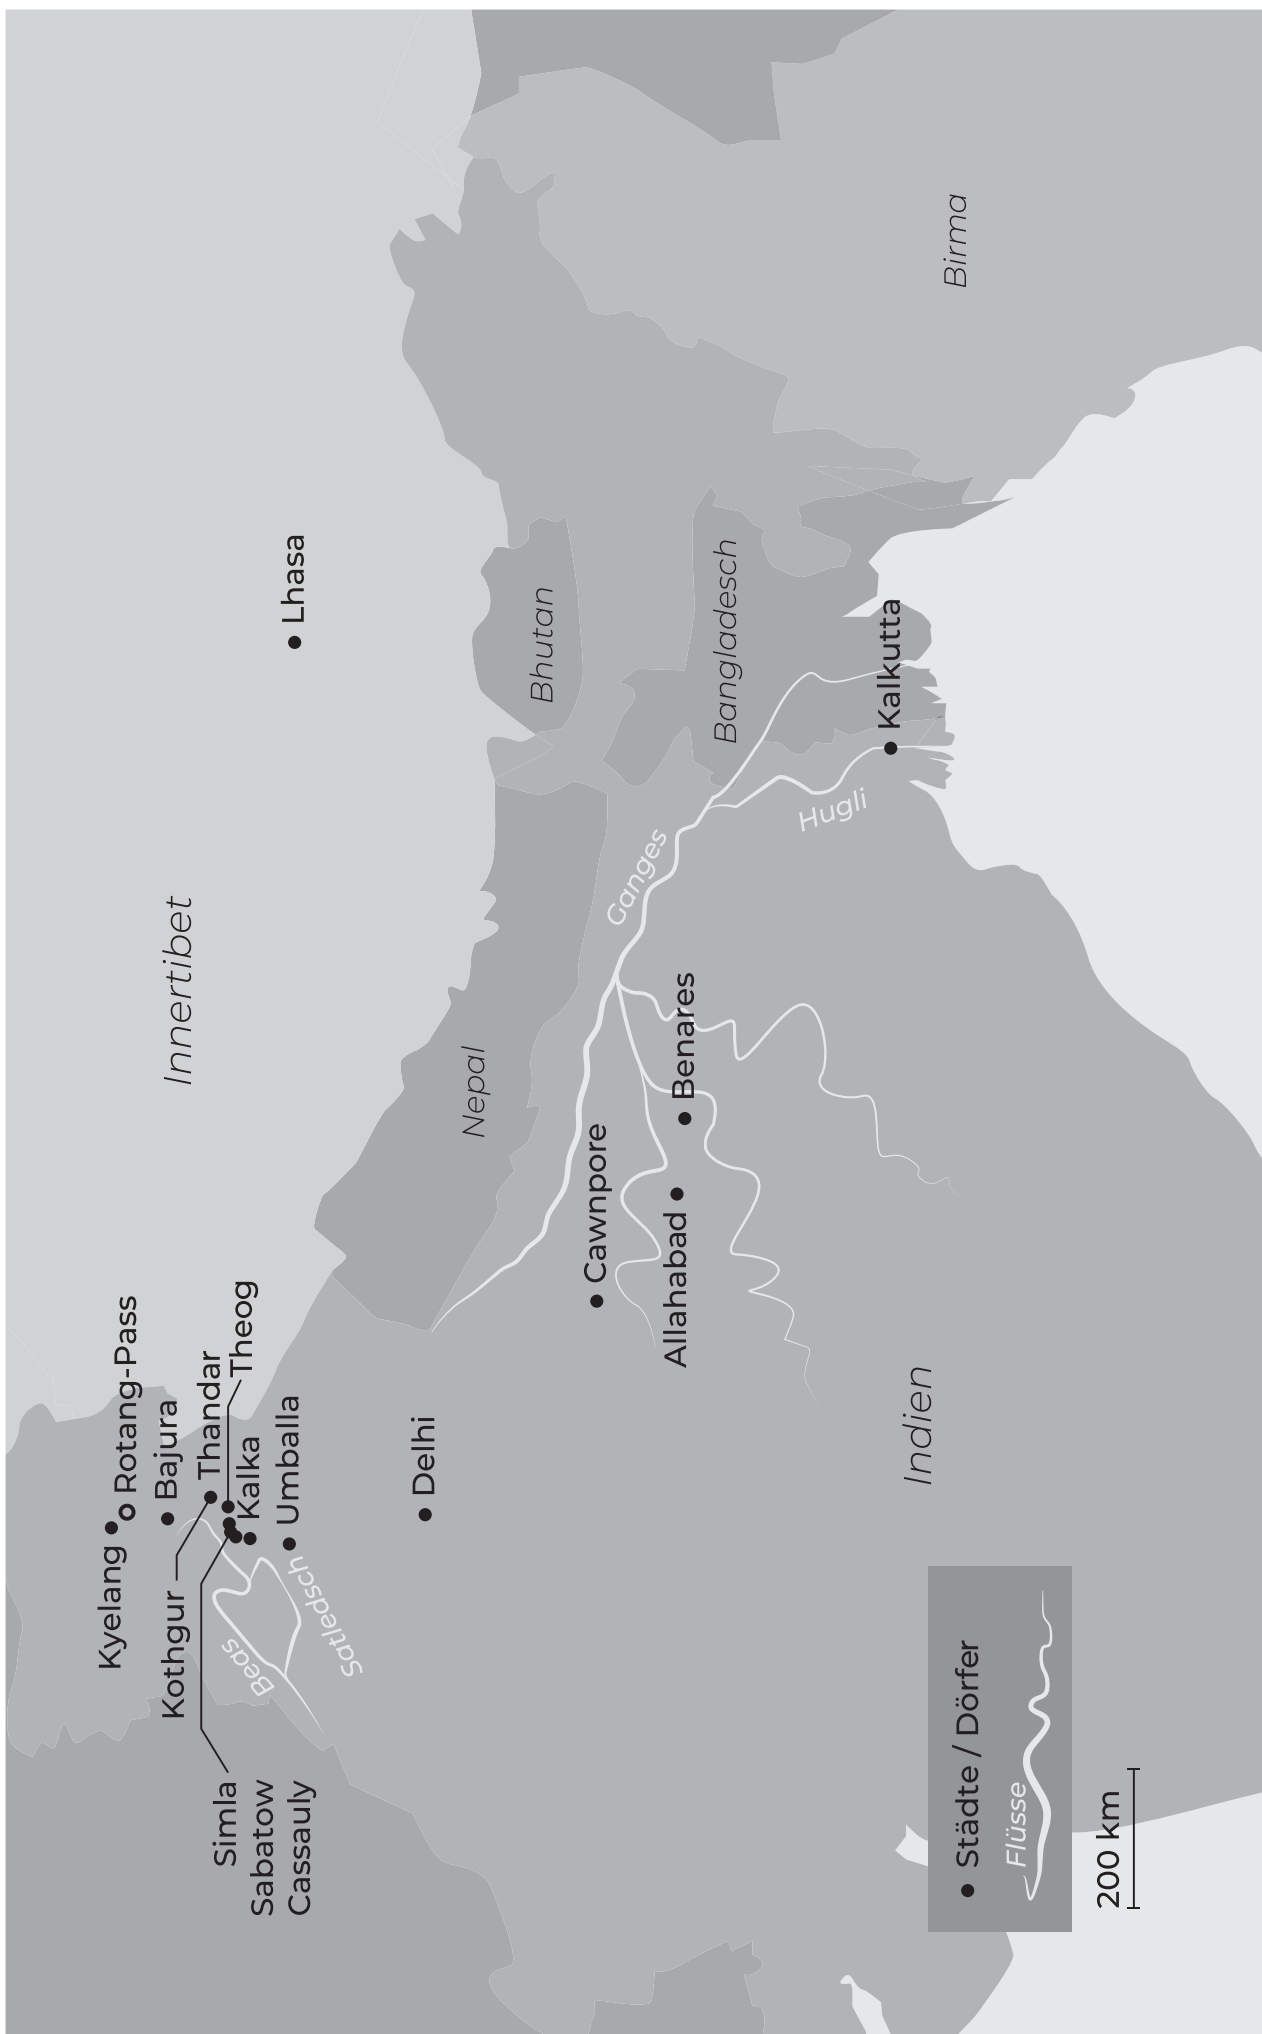 Kyelang
Rotang-Pass
Bajura
Kothgur
Thandar
Theog
Simla
Sabatow
Cassauly
Kalka
Umballa
Beas
Satledsch
Delhi
Innertibet
Lhasa
Nepal
Bhutan
Cawnpore
Allahabad
Benares
Ganges
Bangladesch
Hugli
Kalkutta
Birma
Indien
Städte / Dörfer
Flüsse
200 km